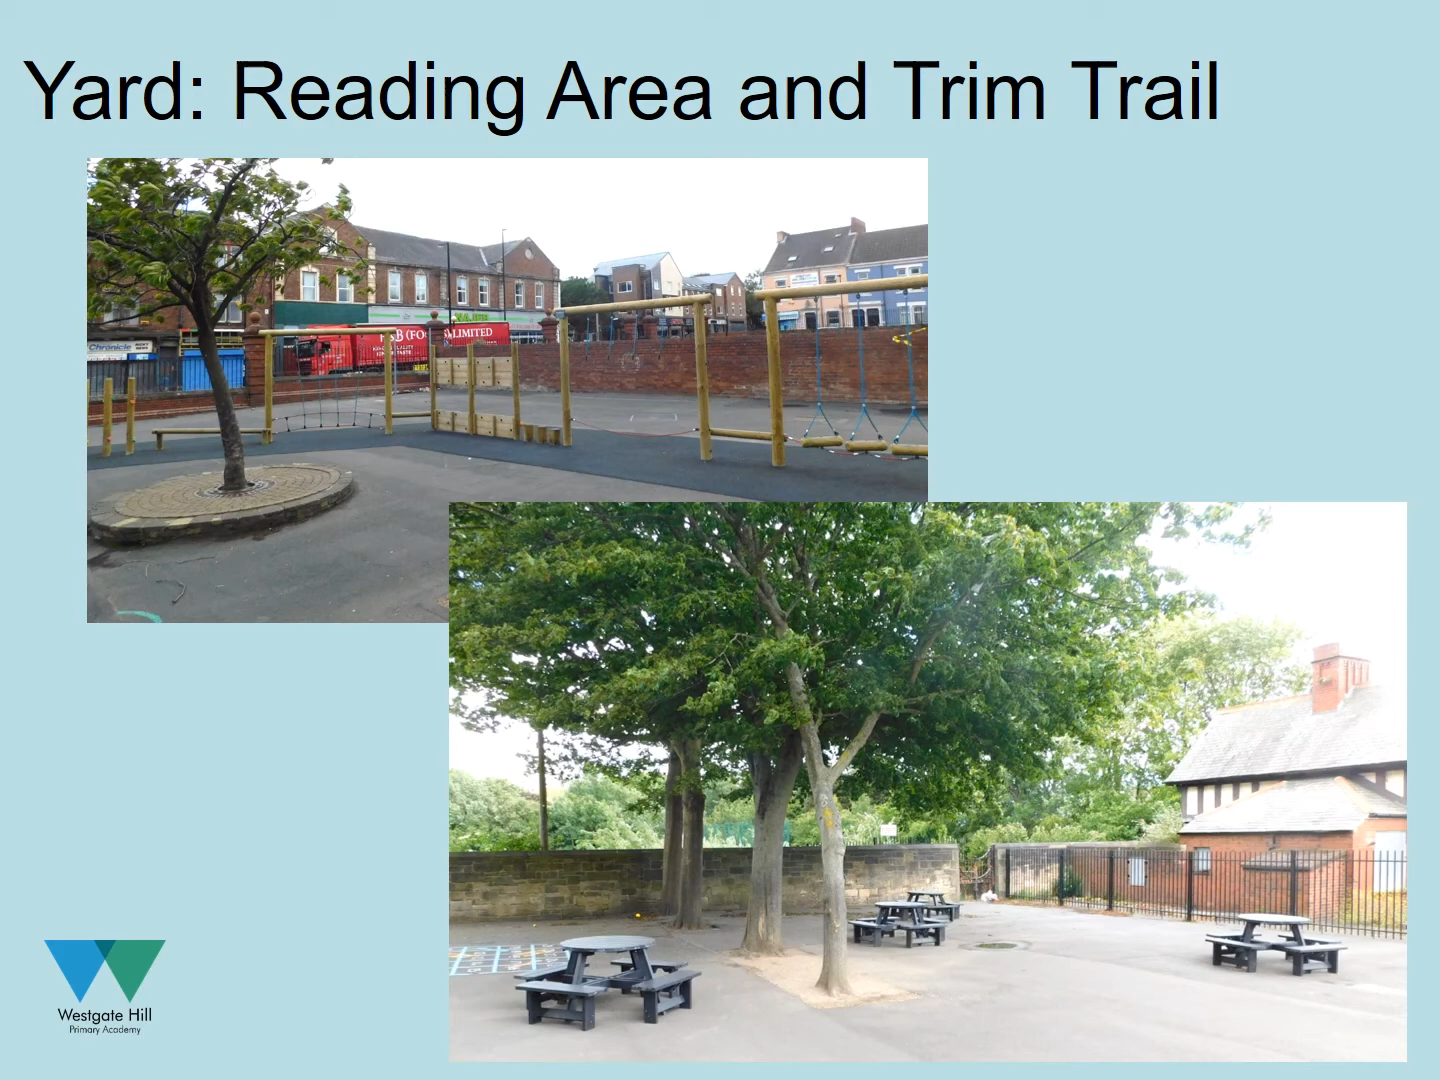 Yard: Reading Area and Trim Trail
Chronicle
LIMITED
Westgate Hill
Primary Academy